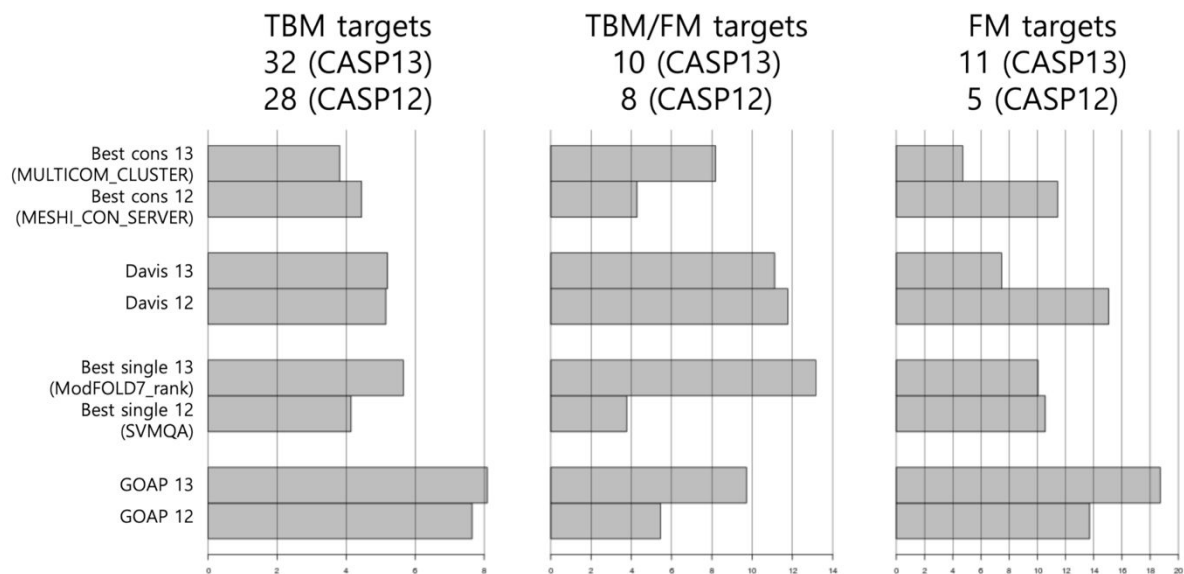 TBM targets
32 (CASP13)
28 (CASP12)
TBM/FM targets
10 (CASP13)
8 (CASP12)
FM targets
11 (CASP13)
5 (CASP12)
Best cons 13
(MULTICOM_CLUSTER)
Best cons 12
(MESHI_CON_SERVER)
Davis 13
Davis 12
Best single 13
(ModFOLD7_rank)
Best single 12
(SVMQA)
GOAP 13
GOAP 12
0 2 4 6 8
0 2 4 6 8 10 12 14
0 2 4 6 8 10 12 14 16 18 20